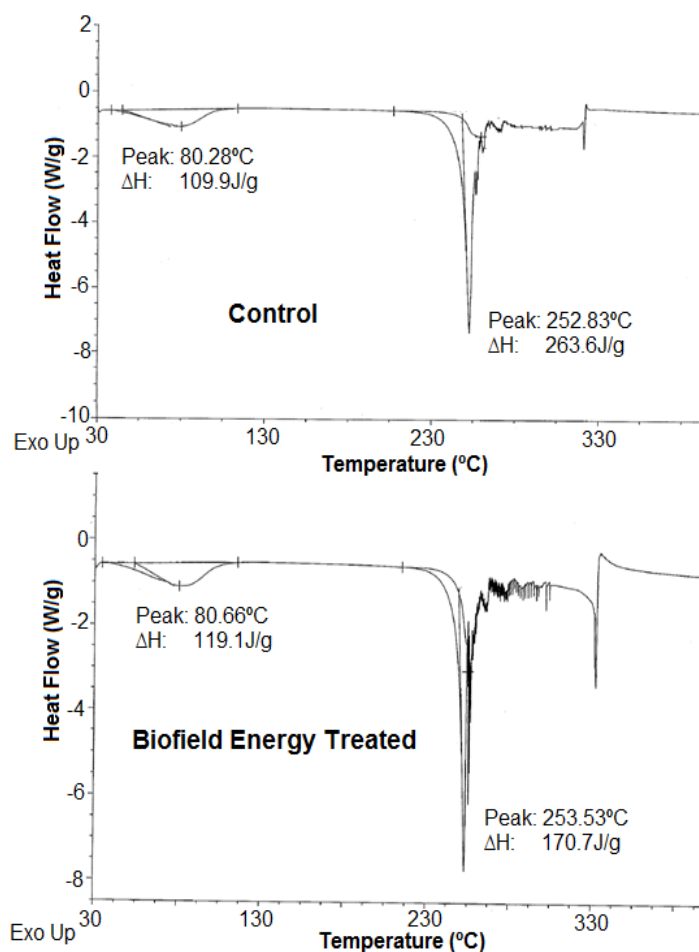 2
0
-2
-4
-6
-8
-10
Heat Flow (W/g)
Peak: 80.28ºC
ΔH: 109.9J/g
Control
Peak: 252.83ºC
ΔH: 263.6J/g
30 130 230 330
Exo Up
Temperature (ºC)
0
-2
-4
-6
-8
Heat Flow (W/g)
Peak: 80.66ºC
ΔH: 119.1J/g
Biofield Energy Treated
Peak: 253.53ºC
ΔH: 170.7J/g
30 130 230 330
Exo Up
Temperature (ºC)